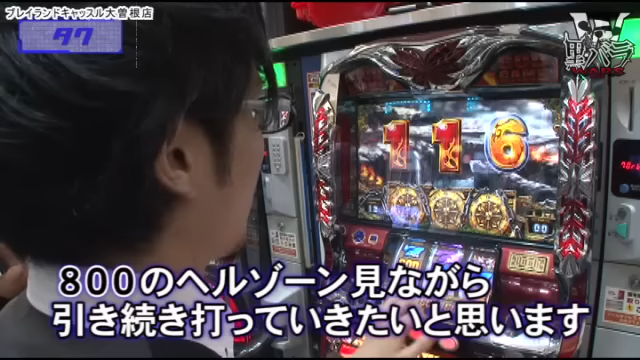 プレイランドキャッスル大曽根店
タク
黒バラ
116
800のヘルゾーン見ながら
引き続き打っていきたいと思います